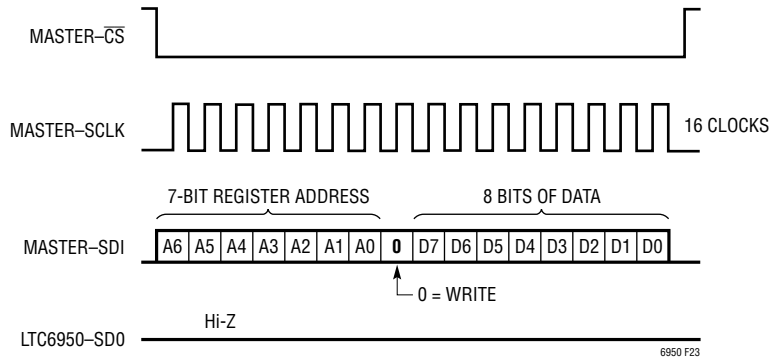 MASTER–CS
MASTER–SCLK
16 CLOCKS
7-BIT REGISTER ADDRESS 8 BITS OF DATA
MASTER–SDI A6 A5 A4 A3 A2 A1 A0 0 D7 D6 D5 D4 D3 D2 D1 D0
0 = WRITE
Hi-Z
LTC6950–SD0
6950 F23